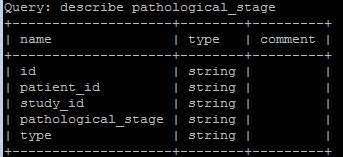 Query: describe pathological_stage
+--------------------+--------+---------+
| name               | type   | comment |
+--------------------+--------+---------+
| id                 | string |         |
| patient_id         | string |         |
| study_id           | string |         |
| pathological_stage | string |         |
| type               | string |         |
+--------------------+--------+---------+